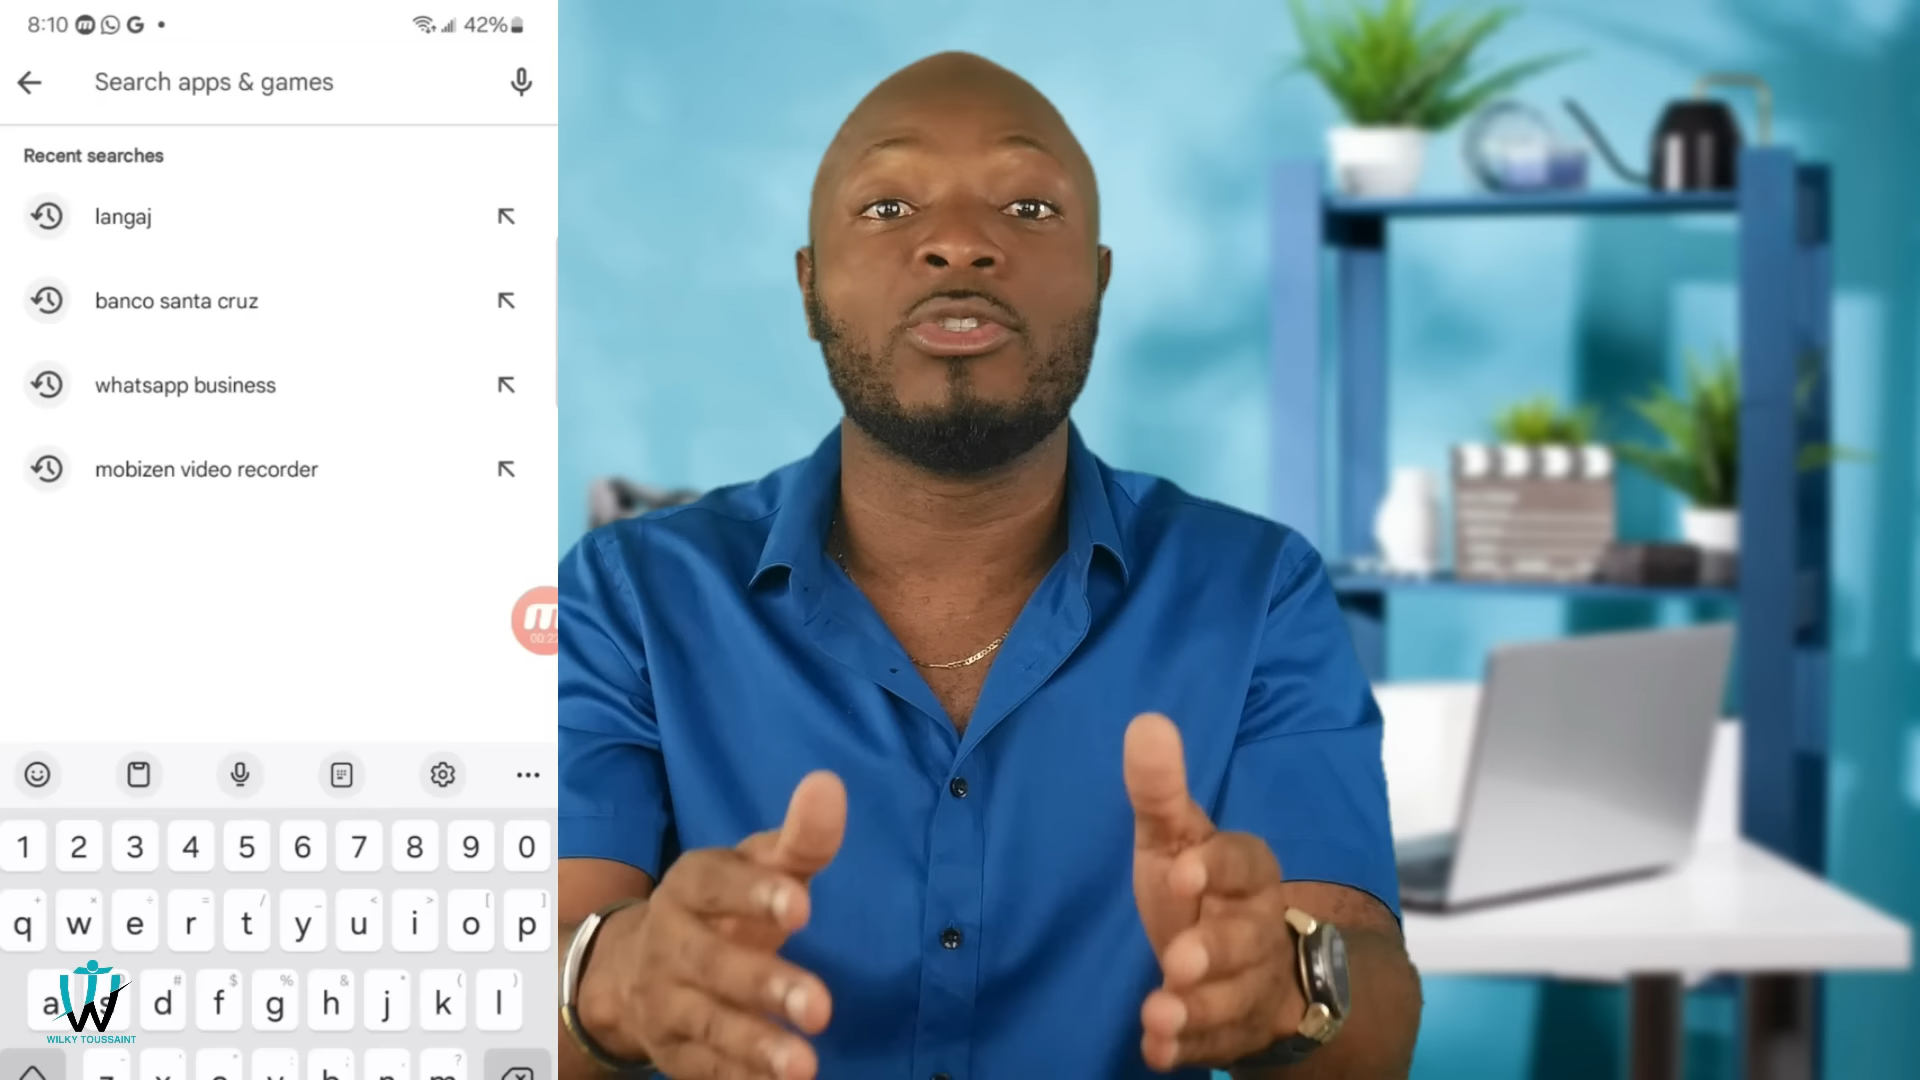 8:10 42%
Search apps & games
Recent searches
langaj
banco santa cruz
whatsapp business
mobizen video recorder
1 2 3 4 5 6 7 8 9 0
q w e r t y u i o p
a s d f g h j k l
WILKY TOUSSAINT